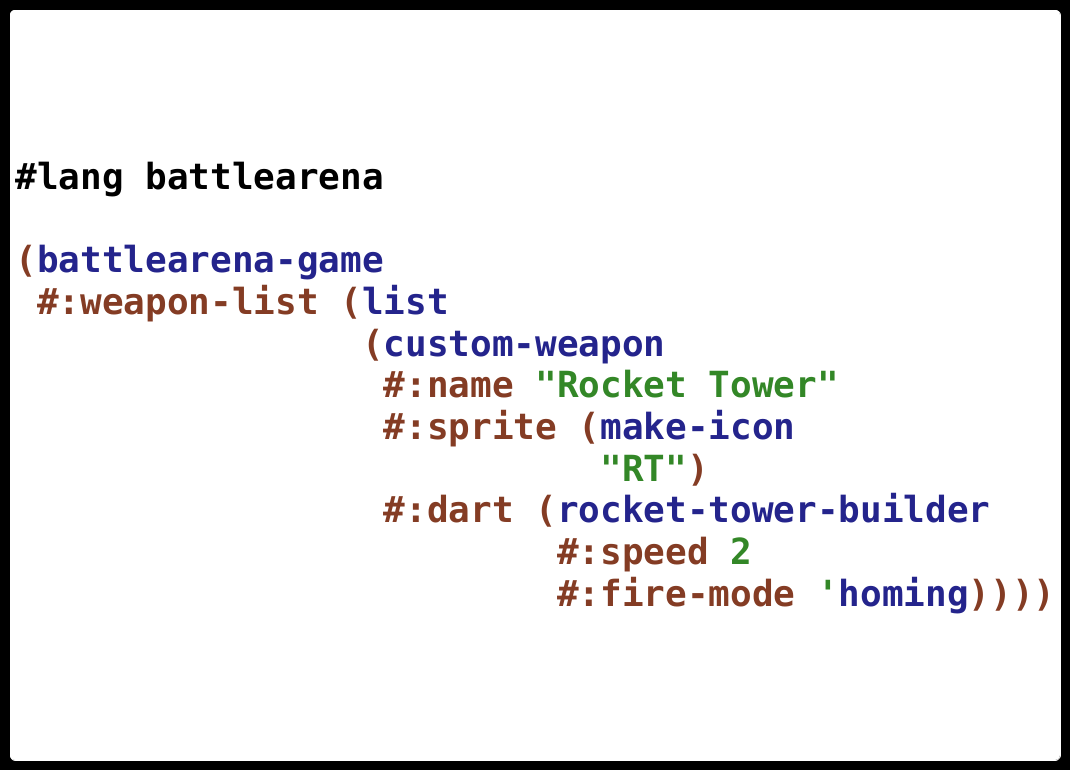 #lang battlearena
(battlearena-game
#:weapon-list (list
(custom-weapon
#:name "Rocket Tower"
#:sprite (make-icon
"RT")
#:dart (rocket-tower-builder
#:speed 2
#:fire-mode 'homing))))